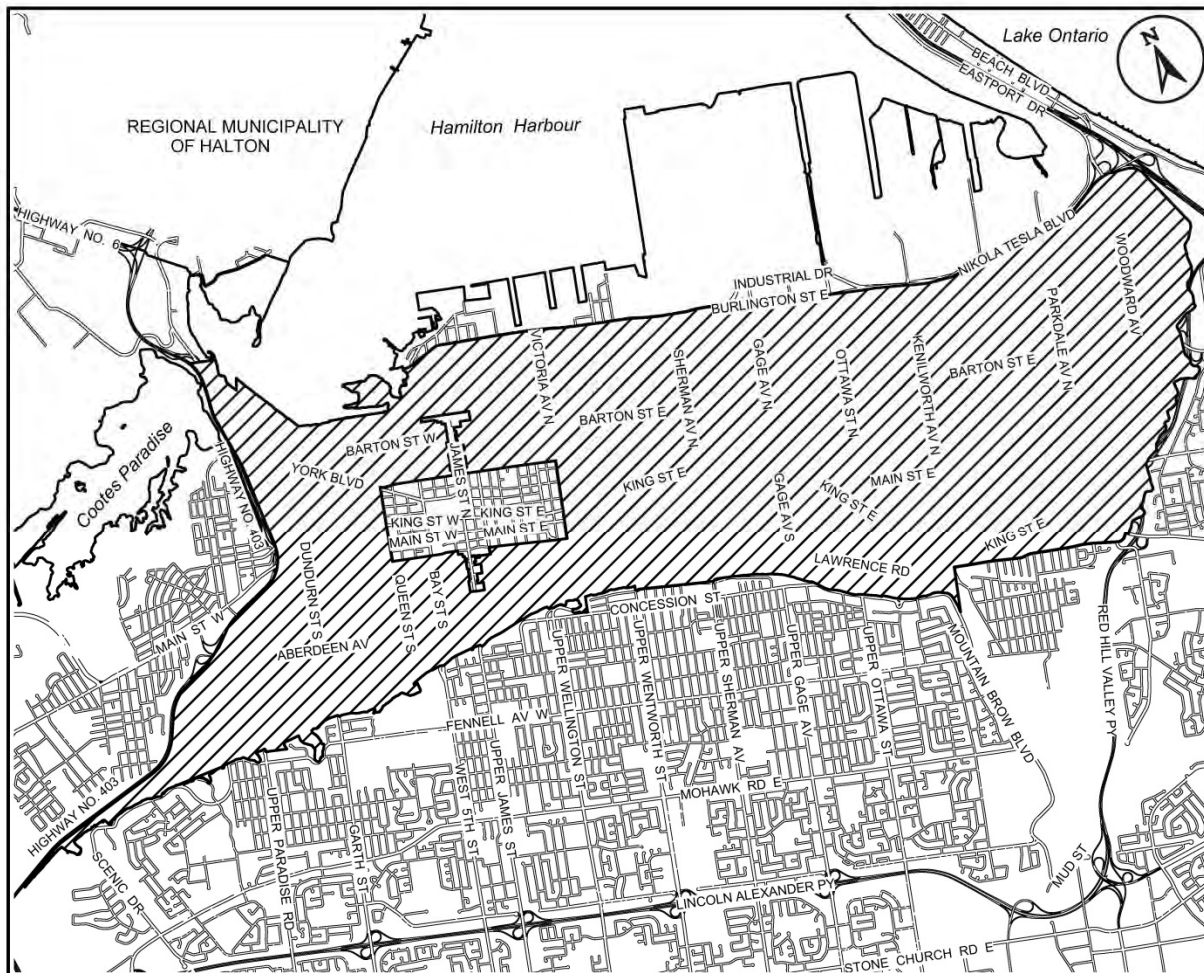 Lake Ontario
N
BEACH BLVD
EASTPORT DR
REGIONAL MUNICIPALITY
OF HALTON
Hamilton Harbour
HIGHWAY NO. 6
NIKOLA TESLA BLVD
WOODWARD AV
INDUSTRIAL DR
BURLINGTON ST E
PARKDALE AV N
VICTORIA AV N
SHERMAN AV N
GAGE AV N
OTTAWA ST N
KENILWORTH AV N
BARTON ST E
BARTON ST E
BARTON ST W
JAMES ST N
Cootes Paradise
HIGHWAY NO. 403
YORK BLVD
KING ST E
MAIN ST E
KING ST W
KING ST E
MAIN ST W
MAIN ST E
GAGE AV S
KING ST E
KING ST E
LAWRENCE RD
DUNDURN ST S
QUEEN ST S
BAY ST S
MAIN ST W
ABERDEEN AV
CONCESSION ST
UPPER WELLINGTON ST
UPPER WENTWORTH ST
UPPER SHERMAN AV
UPPER GAGE AV
UPPER OTTAWA ST
MOUNTAIN BROW BLVD
RED HILL VALLEY PY
FENNELL AV W
WEST 5TH ST
UPPER JAMES ST
MOHAWK RD E
HIGHWAY NO. 403
SCENIC DR
UPPER PARADISE RD
GARTH ST
MUD ST
LINCOLN ALEXANDER PY
STONE CHURCH RD E